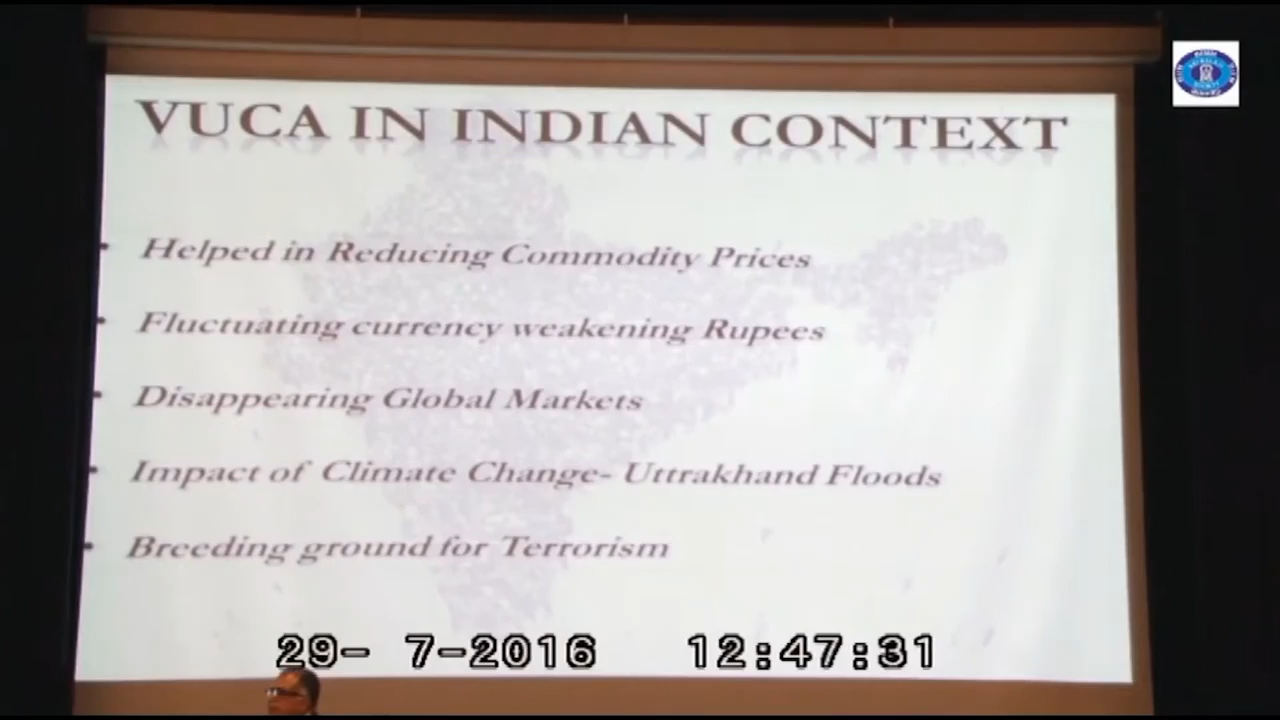 VUCA IN INDIAN CONTEXT
• Helped in Reducing Commodity Prices
• Fluctuating currency weakening Rupees
• Disappearing Global Markets
• Impact of Climate Change- Uttrakhand Floods
• Breeding ground for Terrorism
29- 7-2016 12:47:31